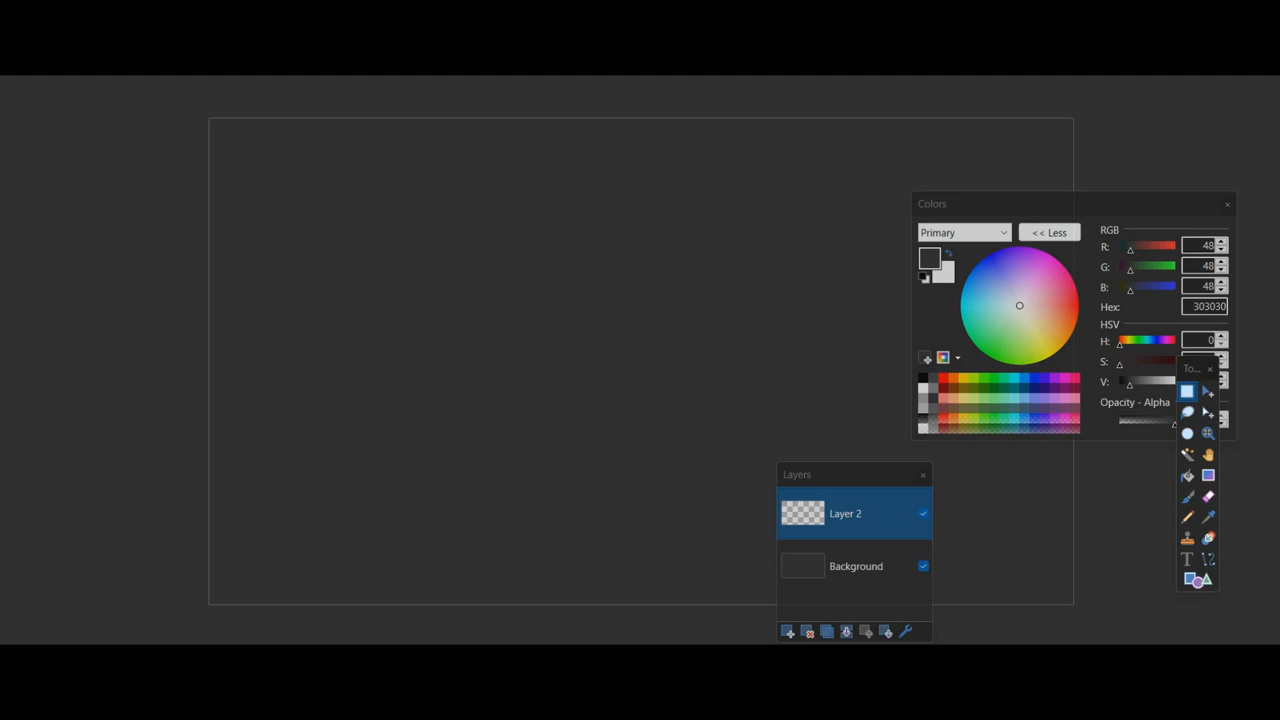 Colors
Primary
<< Less
RGB
R: 48
G: 48
B: 48
Hex: 303030
HSV
H: 0
S:
V:
Opacity - Alpha
To...
Layers
Layer 2
Background